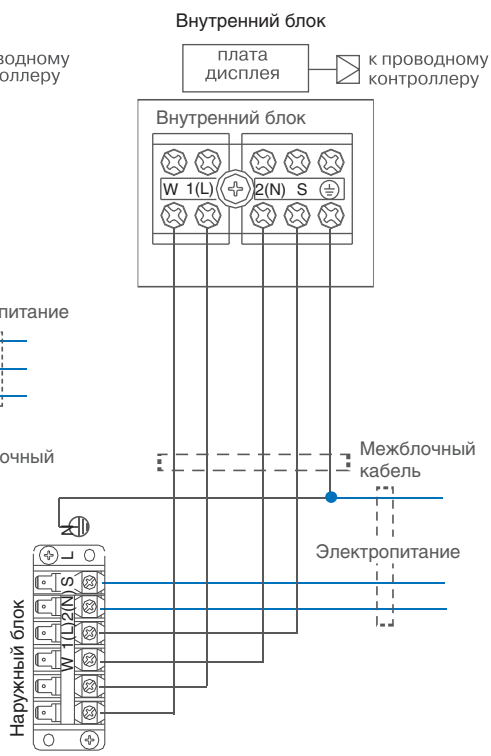 Внутренний блок
водному
оллеру
плата
дисплея
к проводному
контроллеру
Внутренний блок
W 1(L) 2(N) S
питание
очный
Межблочный
кабель
Электропитание
Наружный блок
L
S
2(N)
1(L)
W